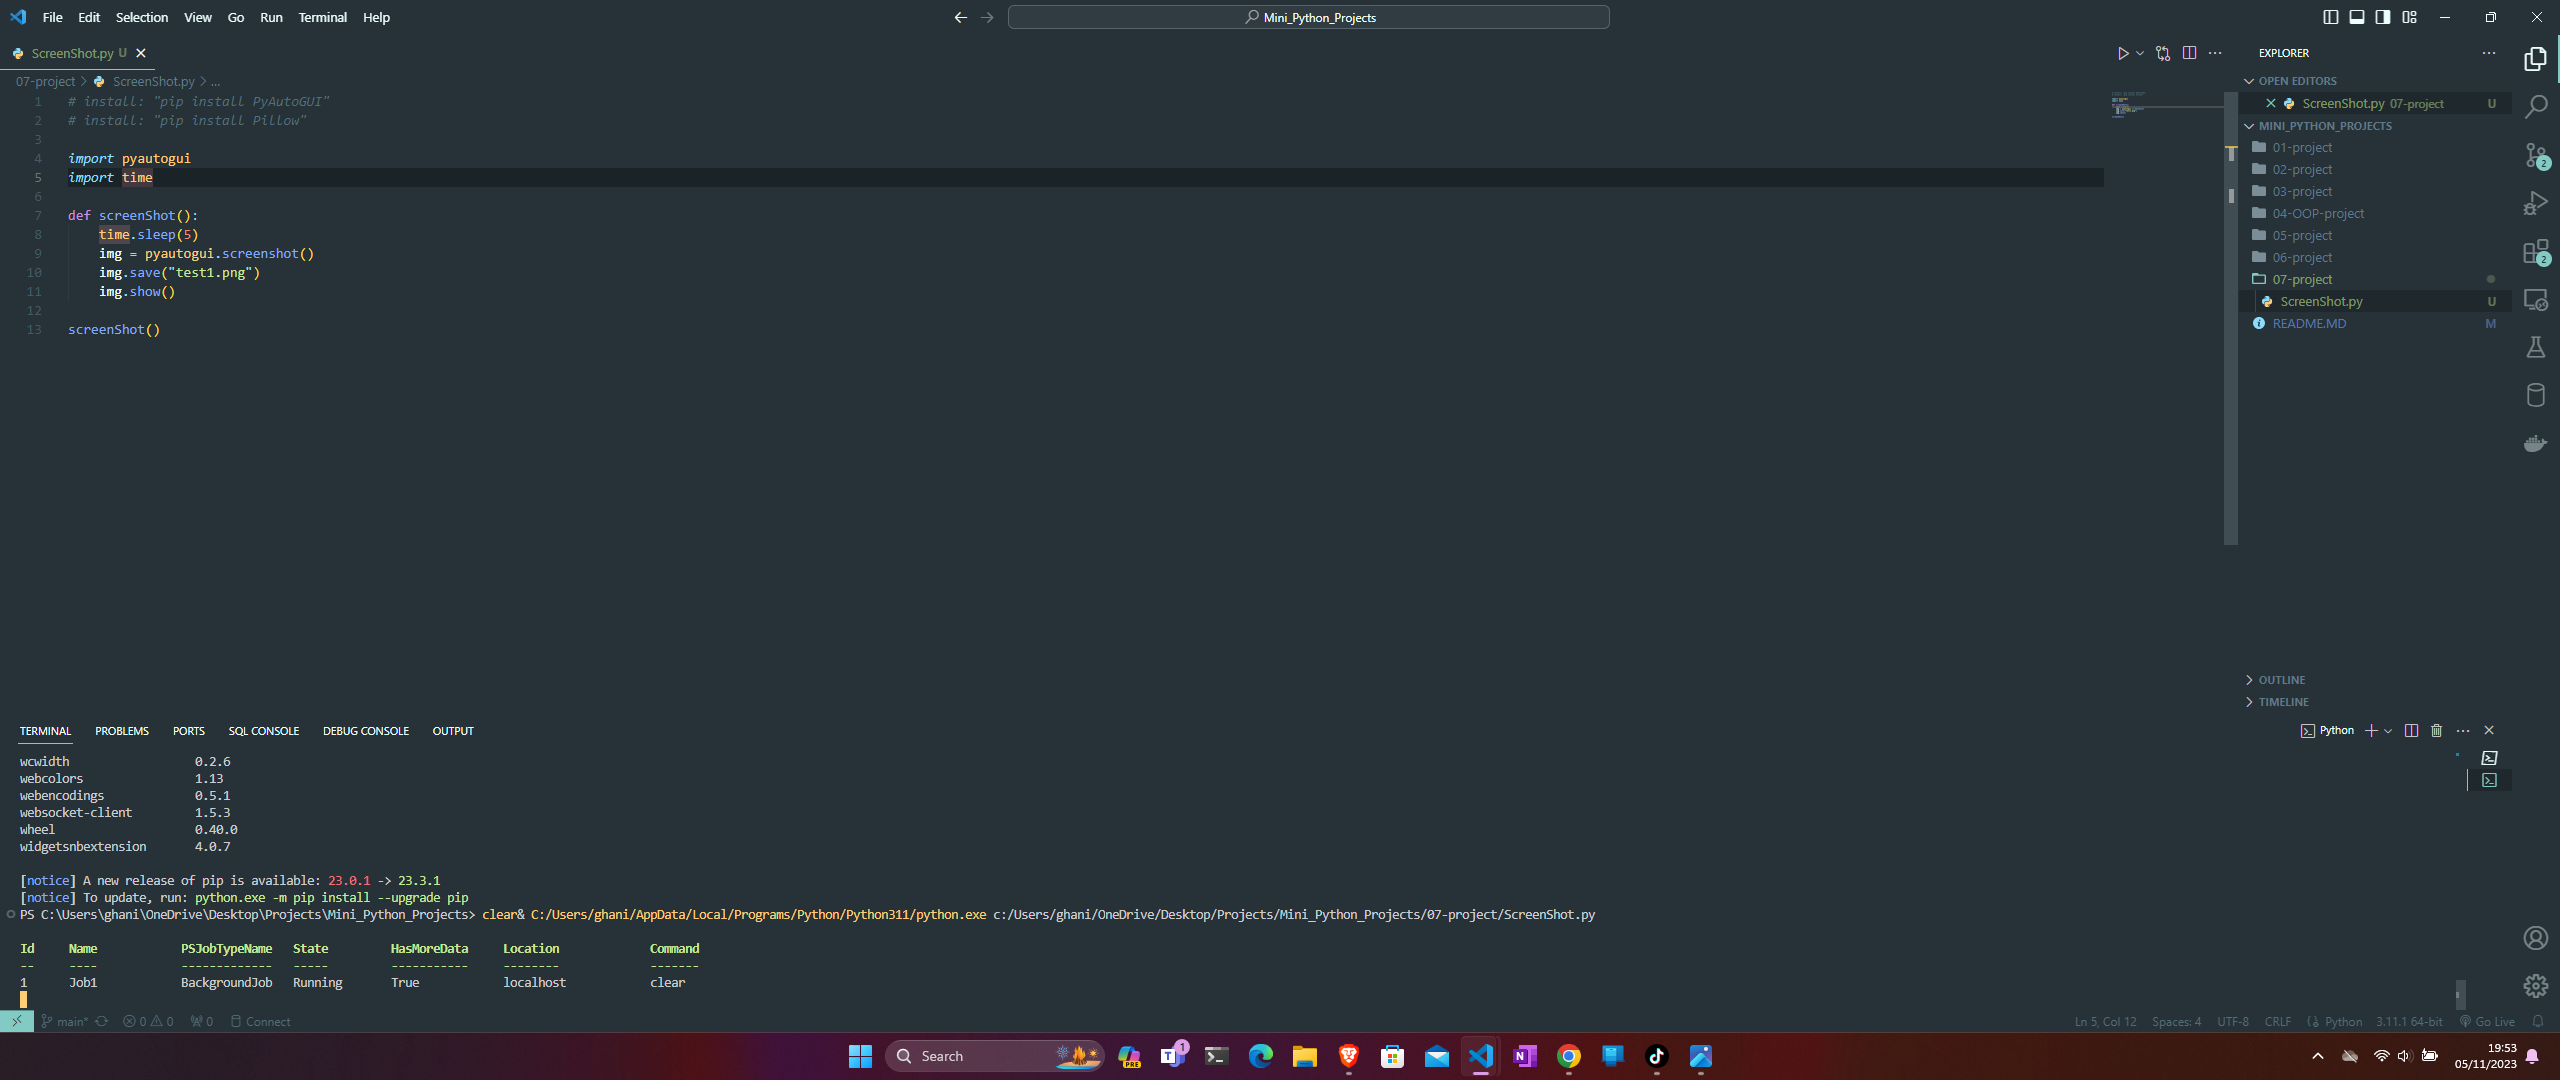 File Edit Selection View Go Run Terminal Help
Mini_Python_Projects
ScreenShot.py U
07-project > ScreenShot.py > ...
1 # install: "pip install PyAutoGUI"
2 # install: "pip install Pillow"
3
4 import pyautogui
5 import time
6
7 def screenShot():
8 time.sleep(5)
9 img = pyautogui.screenshot()
10 img.save("test1.png")
11 img.show()
12
13 screenShot()
EXPLORER
OPEN EDITORS
ScreenShot.py 07-project U
MINI_PYTHON_PROJECTS
01-project
02-project
03-project
04-OOP-project
05-project
06-project
07-project
ScreenShot.py U
README.MD M
OUTLINE
TIMELINE
2
2
TERMINAL PROBLEMS PORTS SQL CONSOLE DEBUG CONSOLE OUTPUT
Python
wcwidth 0.2.6
webcolors 1.13
webencodings 0.5.1
websocket-client 1.5.3
wheel 0.40.0
widgetsnbextension 4.0.7
[notice] A new release of pip is available: 23.0.1 -> 23.3.1
[notice] To update, run: python.exe -m pip install --upgrade pip
PS C:\Users\ghani\OneDrive\Desktop\Projects\Mini_Python_Projects> clear& C:/Users/ghani/AppData/Local/Programs/Python/Python311/python.exe c:/Users/ghani/OneDrive/Desktop/Projects/Mini_Python_Projects/07-project/ScreenShot.py
Id Name PSJobTypeName State HasMoreData Location Command
-- ---- ------------- ----- ----------- -------- -------
1 Job1 BackgroundJob Running True localhost clear
main* 0 0 0 Connect
Ln 5, Col 12 Spaces: 4 UTF-8 CRLF Python 3.11.1 64-bit Go Live
Search
PRE
T 1
N
19:53
05/11/2023